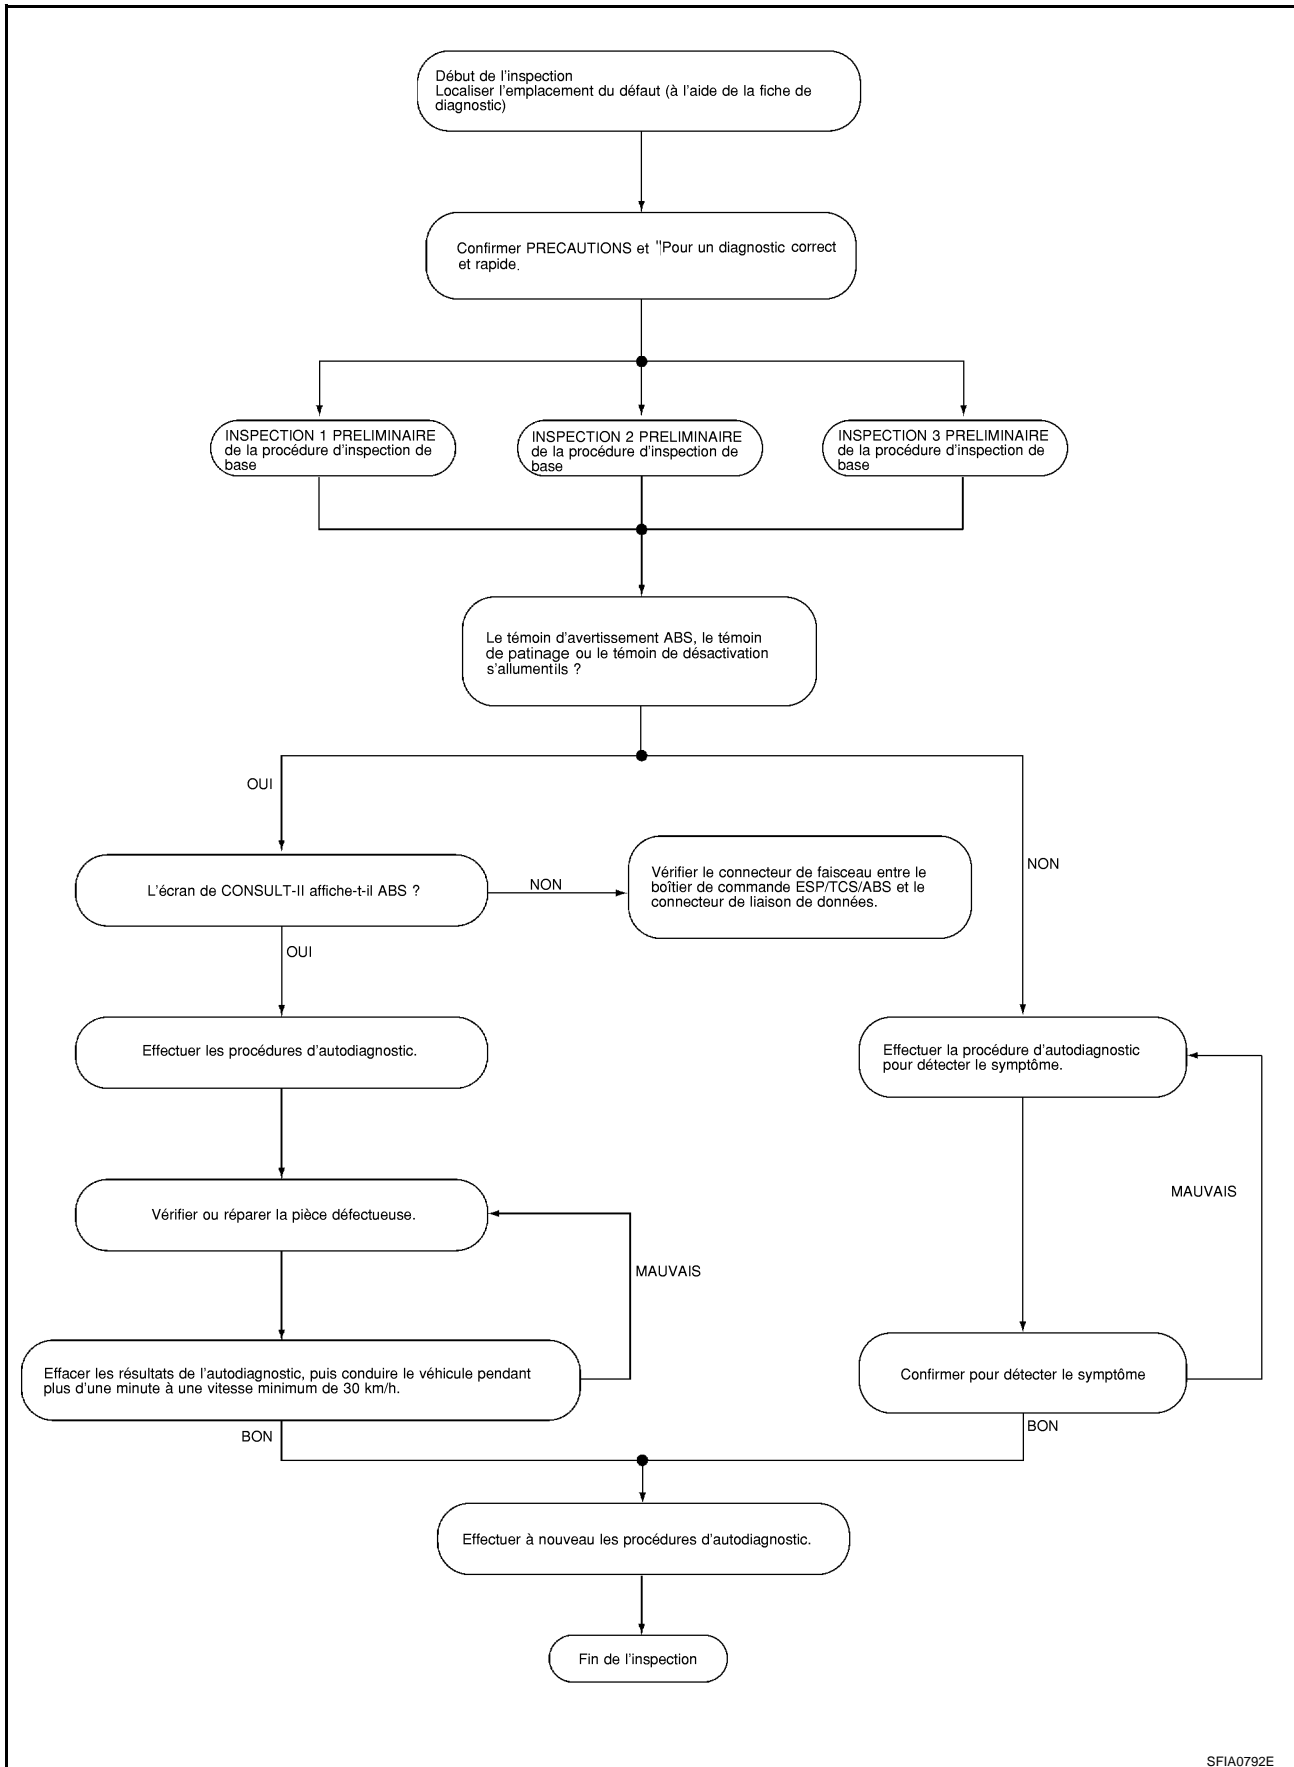 Début de l'inspection
Localiser l'emplacement du défaut (à l'aide de la fiche de
diagnostic)
Confirmer PRECAUTIONS et "Pour un diagnostic correct
et rapide.
INSPECTION 1 PRELIMINAIRE
de la procédure d'inspection de
base
INSPECTION 2 PRELIMINAIRE
de la procédure d'inspection de
base
INSPECTION 3 PRELIMINAIRE
de la procédure d'inspection de
base
Le témoin d'avertissement ABS, le témoin
de patinage ou le témoin de désactivation
s'allumentils ?
OUI
NON
L'écran de CONSULT-II affiche-t-il ABS ?
NON
Vérifier le connecteur de faisceau entre le
boîtier de commande ESP/TCS/ABS et le
connecteur de liaison de données.
OUI
Effectuer les procédures d'autodiagnostic.
Effectuer la procédure d'autodiagnostic
pour détecter le symptôme.
Vérifier ou réparer la pièce défectueuse.
MAUVAIS
MAUVAIS
Effacer les résultats de l'autodiagnostic, puis conduire le véhicule pendant
plus d'une minute à une vitesse minimum de 30 km/h.
Confirmer pour détecter le symptôme
BON
BON
Effectuer à nouveau les procédures d'autodiagnostic.
Fin de l'inspection
SFIA0792E